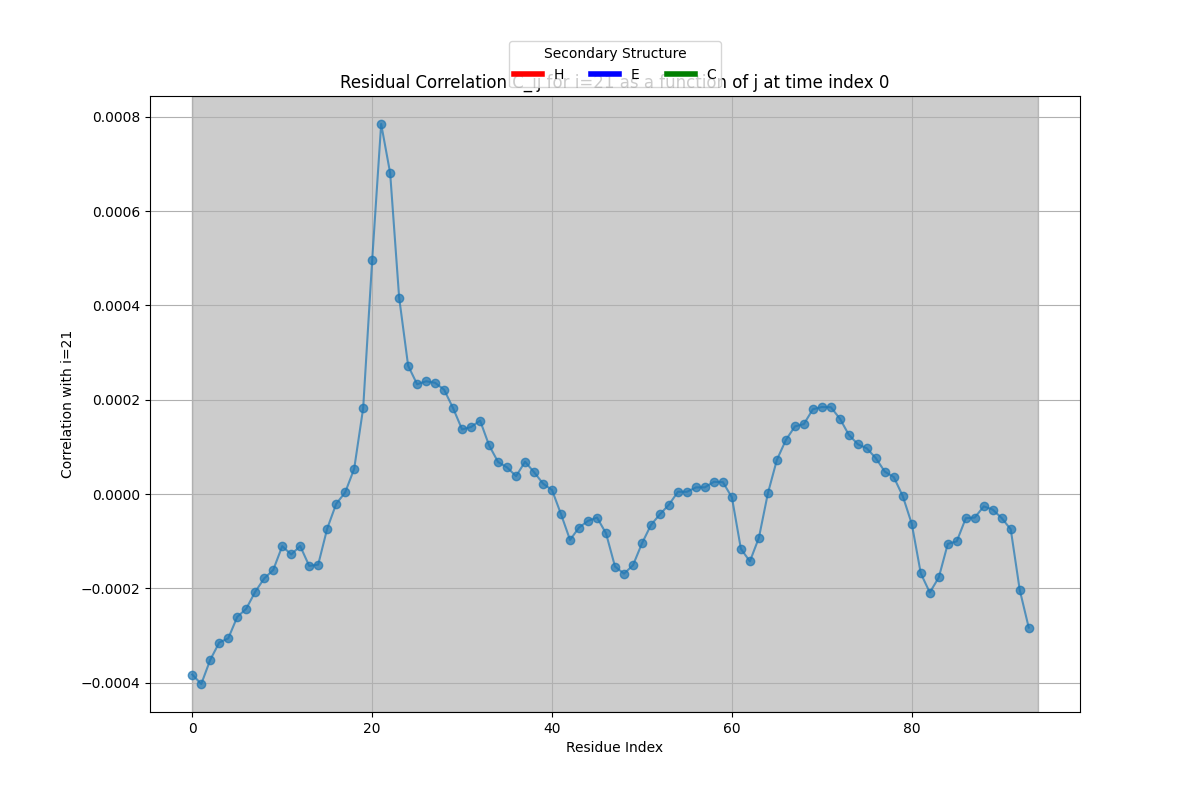 Secondary Structure
H E C
Residual Correlation C_ij for i=21 as a function of j at time index 0
0.0008
0.0006
0.0004
0.0002
0.0000
−0.0002
−0.0004
Correlation with i=21
0 20 40 60 80
Residue Index